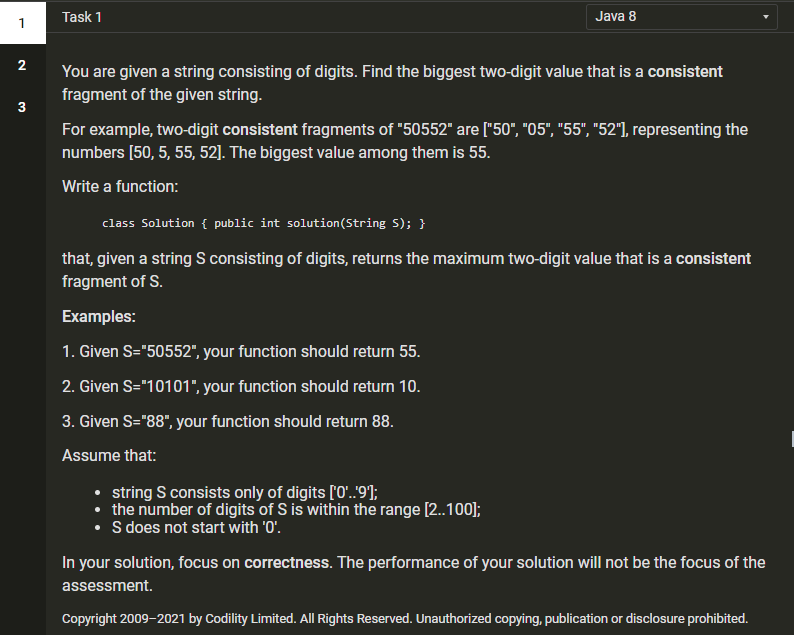 1
Task 1
Java 8
2
3
You are given a string consisting of digits. Find the biggest two-digit value that is a consistent
fragment of the given string.
For example, two-digit consistent fragments of "50552" are ["50", "05", "55", "52"], representing the
numbers [50, 5, 55, 52]. The biggest value among them is 55.
Write a function:
class Solution { public int solution(String S); }
that, given a string S consisting of digits, returns the maximum two-digit value that is a consistent
fragment of S.
Examples:
1. Given S="50552", your function should return 55.
2. Given S="10101", your function should return 10.
3. Given S="88", your function should return 88.
Assume that:
• string S consists only of digits ['0'..'9'];
• the number of digits of S is within the range [2..100];
• S does not start with '0'.
In your solution, focus on correctness. The performance of your solution will not be the focus of the
assessment.
Copyright 2009–2021 by Codility Limited. All Rights Reserved. Unauthorized copying, publication or disclosure prohibited.